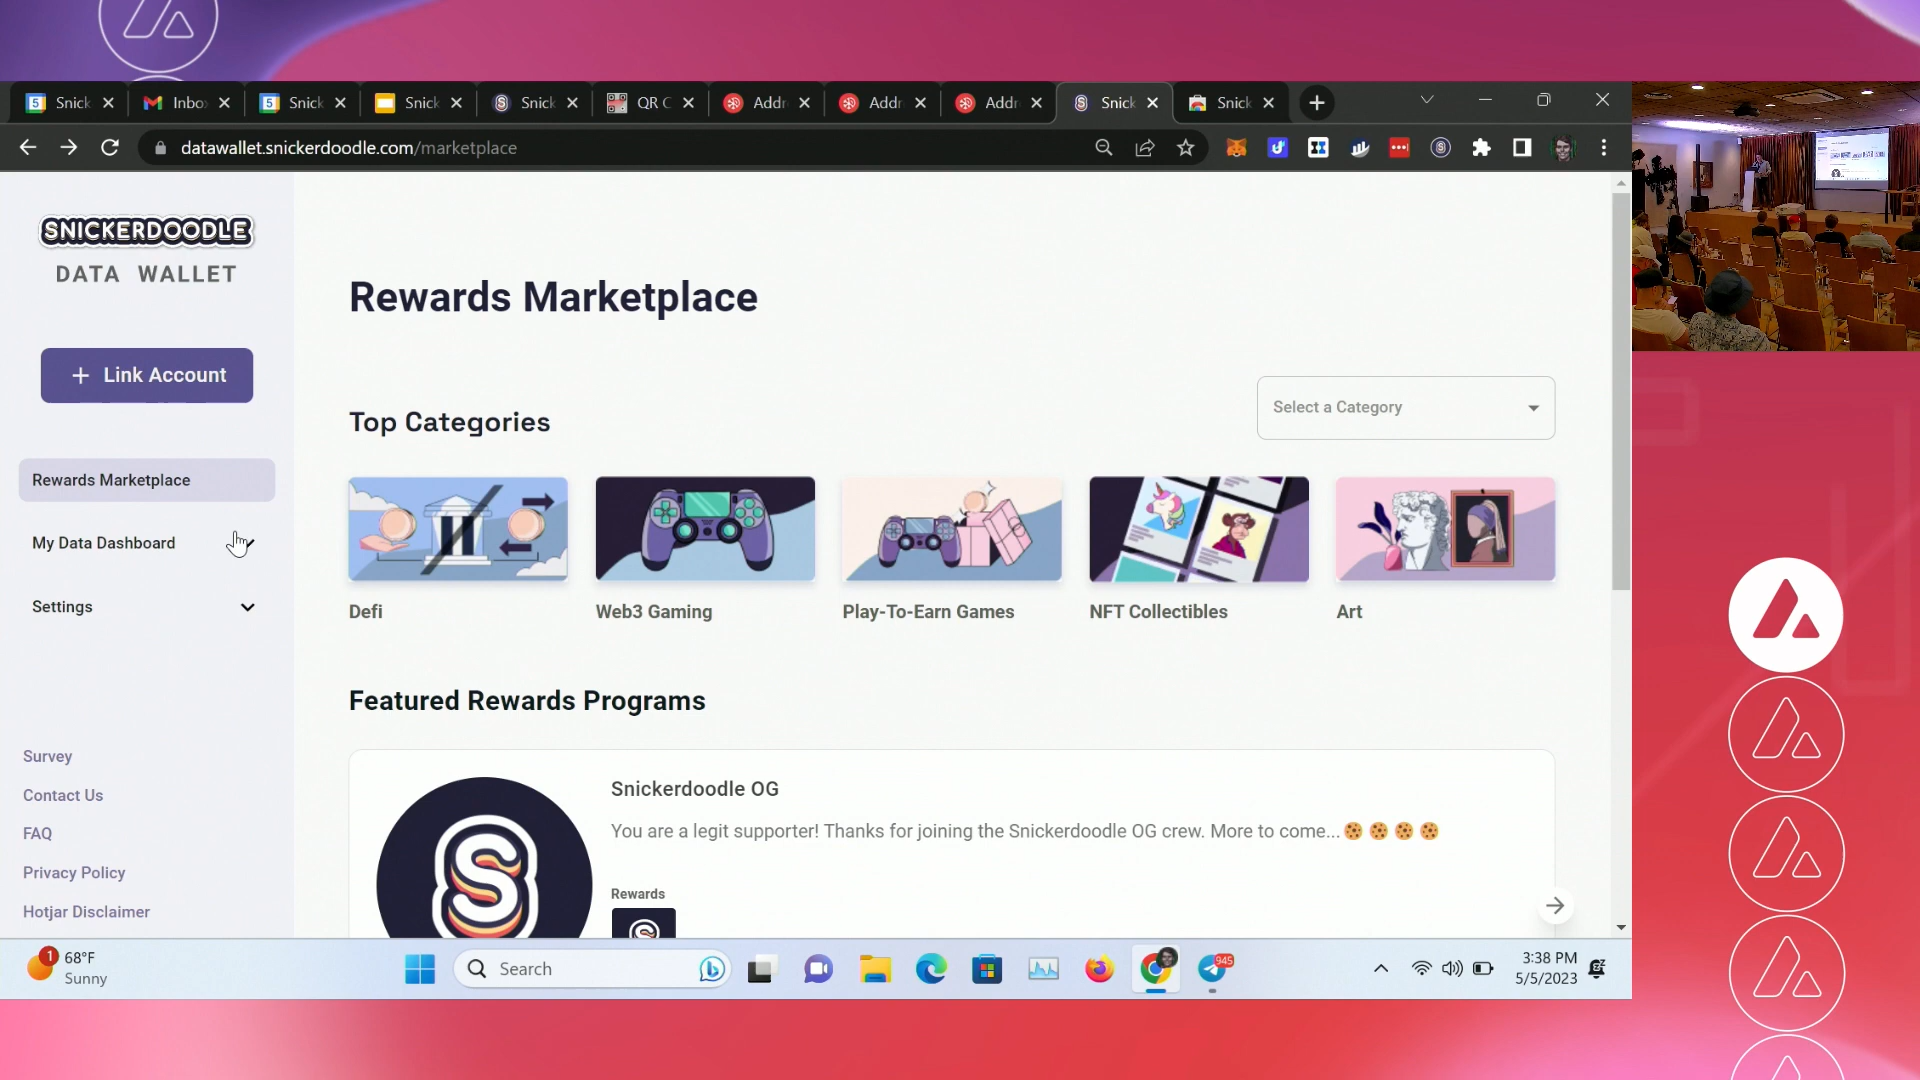 Snick
Inbo
Snick
Snick
Snick
QR C
Addr
Addr
Addr
Snick
Snick
datawallet.snickerdoodle.com/marketplace
SNICKERDOODLE
DATA WALLET
+ Link Account
Rewards Marketplace
My Data Dashboard
Settings
Survey
Contact Us
FAQ
Privacy Policy
Hotjar Disclaimer
Rewards Marketplace
Top Categories
Select a Category
Defi
Web3 Gaming
Play-To-Earn Games
NFT Collectibles
Art
Featured Rewards Programs
Snickerdoodle OG
You are a legit supporter! Thanks for joining the Snickerdoodle OG crew. More to come...🍪 🍪 🍪 🍪
Rewards
S
1
68°F
Sunny
Search
945
3:38 PM
5/5/2023